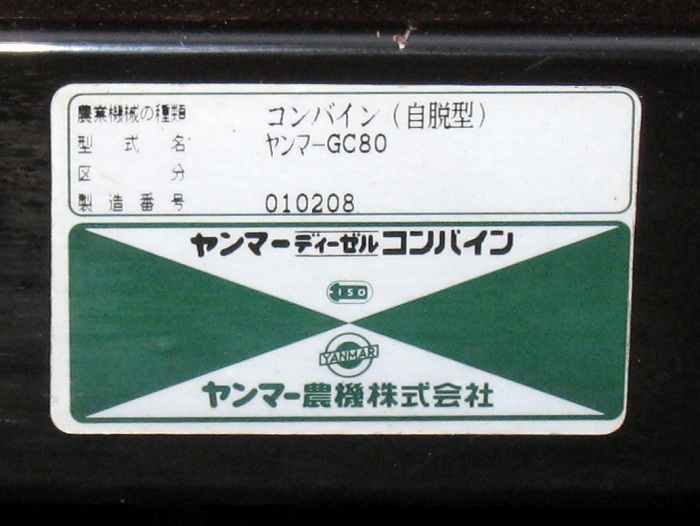 農業機械の種類 コンバイン(自脱型)
型式名 ヤンマーGC80
区分
製造番号 010208
ヤンマーディーゼルコンバイン
ISO
YANMAR
ヤンマー農機株式会社